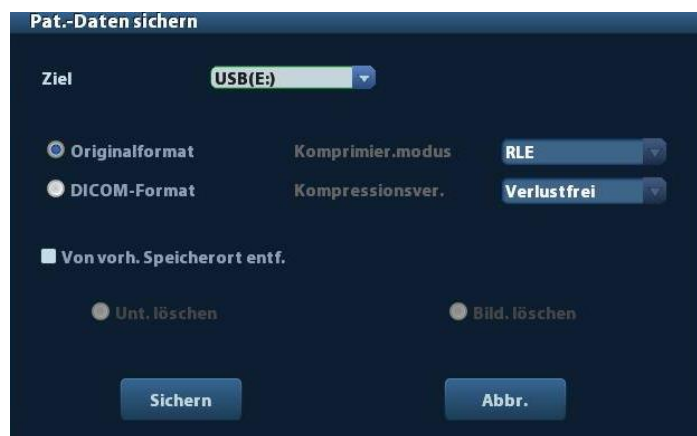 Pat.-Daten sichern
Ziel USB(E:)
Originalformat Komprimier.modus RLE
DICOM-Format Kompressionsver. Verlustfrei
Von vorh. Speicherort entf.
Unt. löschen Bild. löschen
Sichern Abbr.